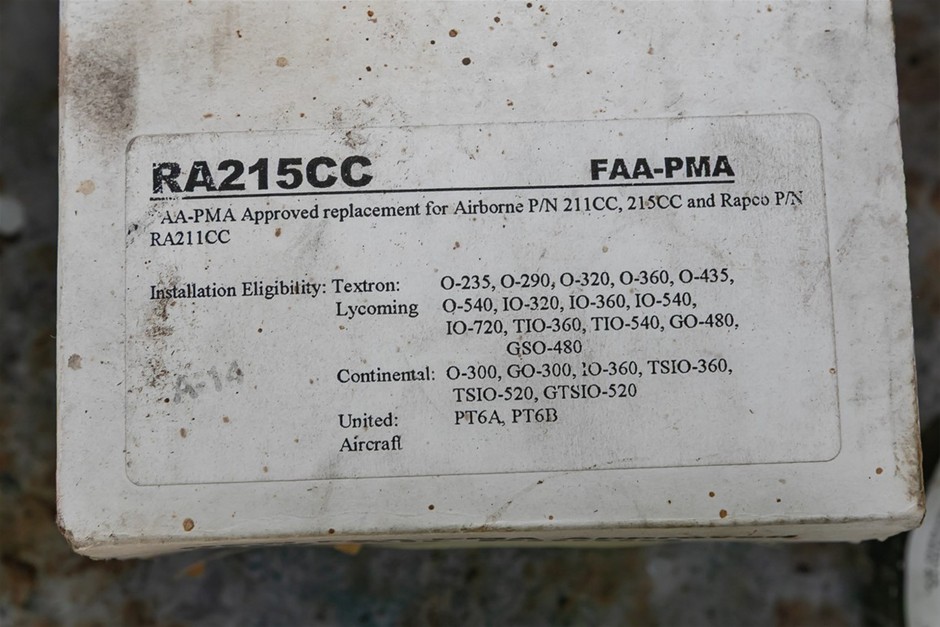 RA215CC FAA-PMA
AA-PMA Approved replacement for Airborne P/N 211CC, 215CC and Rapco P/N
RA211CC
Installation Eligibility: Textron: O-235, O-290, O-320, O-360, O-435,
Lycoming O-540, IO-320, IO-360, IO-540,
IO-720, TIO-360, TIO-540, GO-480,
GSO-480
A-14
Continental: O-300, GO-300, IO-360, TSIO-360,
TSIO-520, GTSIO-520
United: PT6A, PT6B
Aircraft